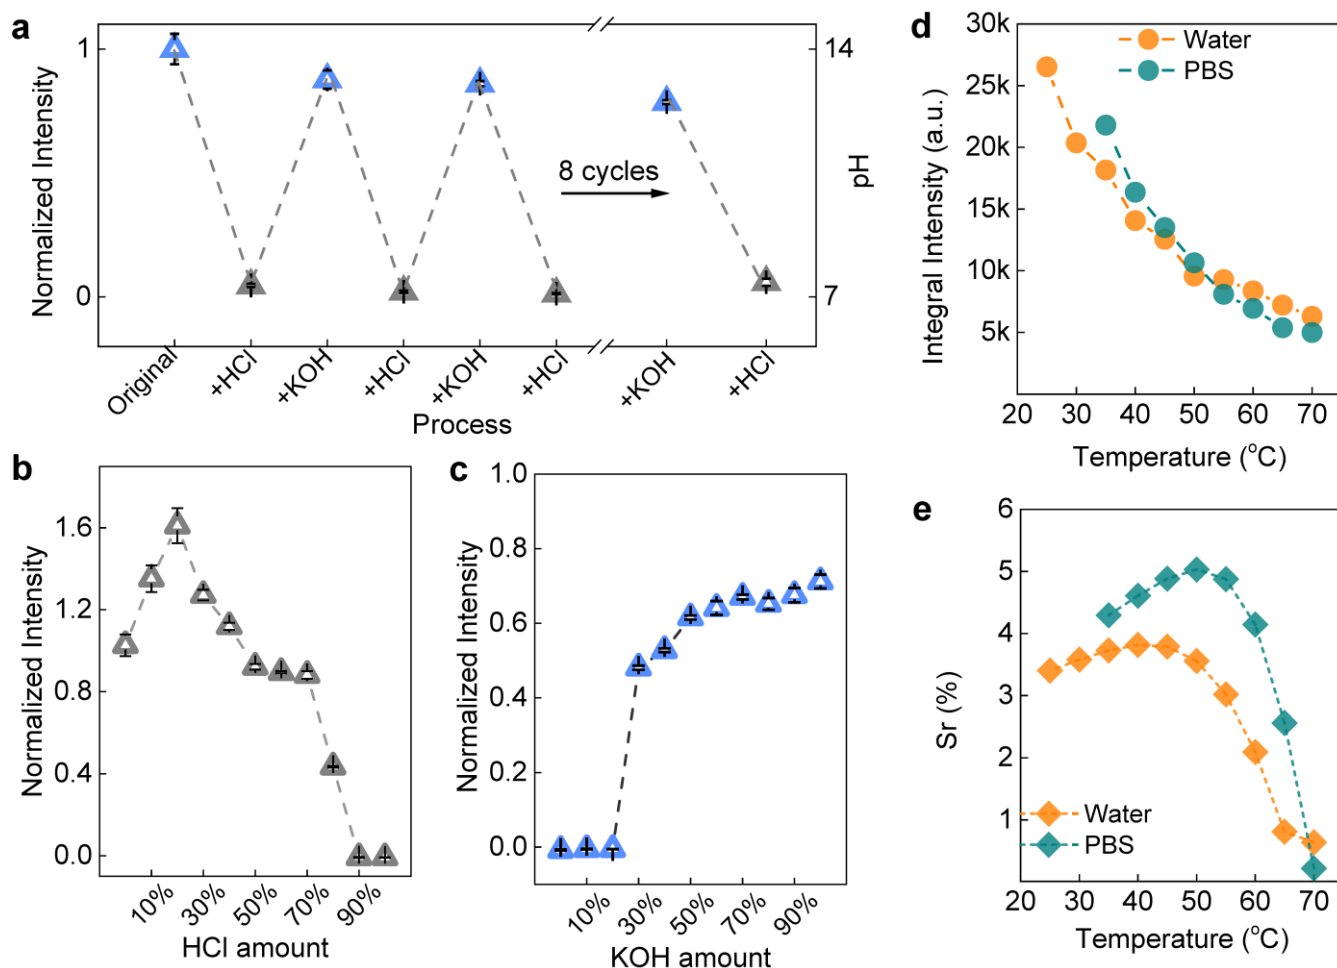 a
Normalized Intensity
1
0
14
7
pH
8 cycles
Original
+HCl
+KOH
+HCl
+KOH
+HCl
+KOH
+HCl
Process
b
Normalized Intensity
1.6
1.2
0.8
0.4
0.0
10%
30%
50%
70%
90%
HCl amount
c
Normalized Intensity
1.0
0.8
0.6
0.4
0.2
0.0
10%
30%
50%
70%
90%
KOH amount
d
Integral Intensity (a.u.)
30k
25k
20k
15k
10k
5k
Water
PBS
20 30 40 50 60 70
Temperature (°C)
e
Sr (%)
6
5
4
3
2
1
Water
PBS
20 30 40 50 60 70
Temperature (°C)